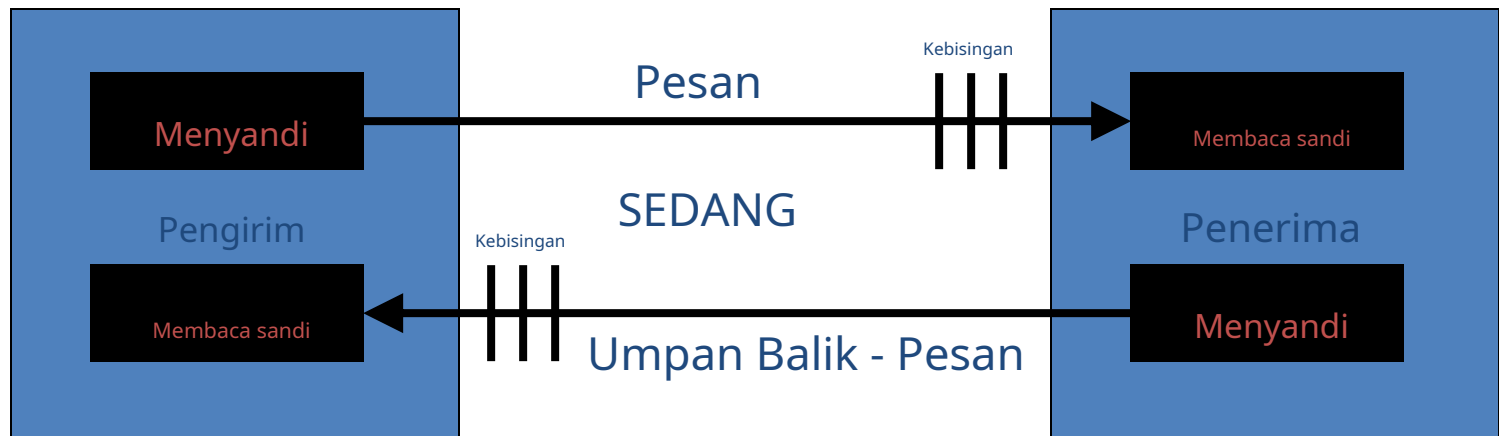 Kebisingan
Pesan
Menyandi
Membaca sandi
SEDANG
Pengirim
Penerima
Kebisingan
Membaca sandi
Menyandi
Umpan Balik - Pesan